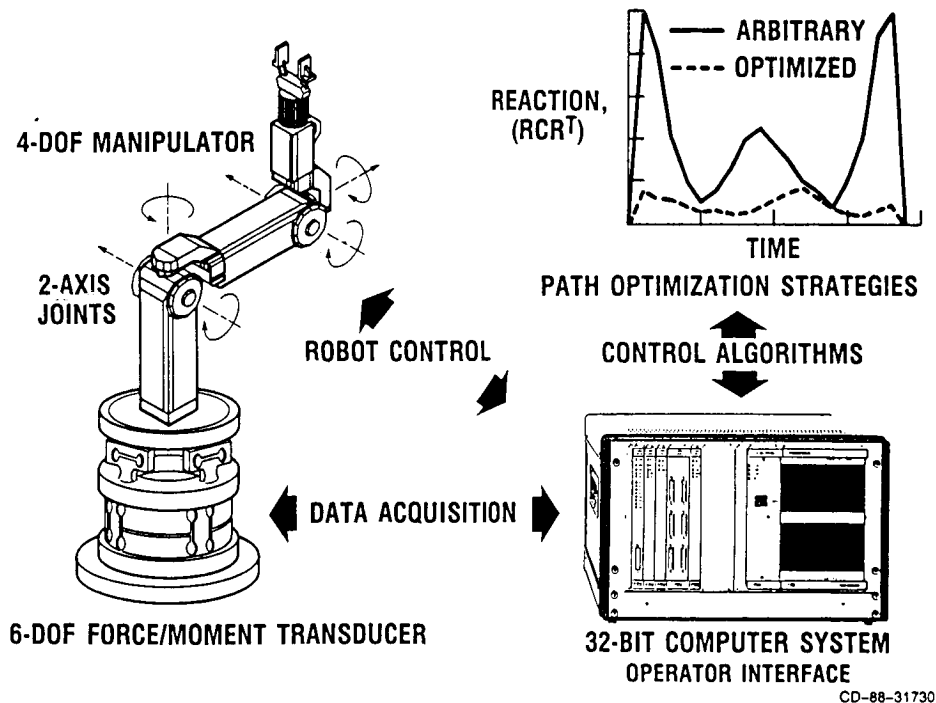 4-DOF MANIPULATOR
2-AXIS
JOINTS
6-DOF FORCE/MOMENT TRANSDUCER
ROBOT CONTROL
DATA ACQUISITION
REACTION,
(RCRᵀ)
ARBITRARY
OPTIMIZED
TIME
PATH OPTIMIZATION STRATEGIES
CONTROL ALGORITHMS
32-BIT COMPUTER SYSTEM
OPERATOR INTERFACE
CD-88-31730